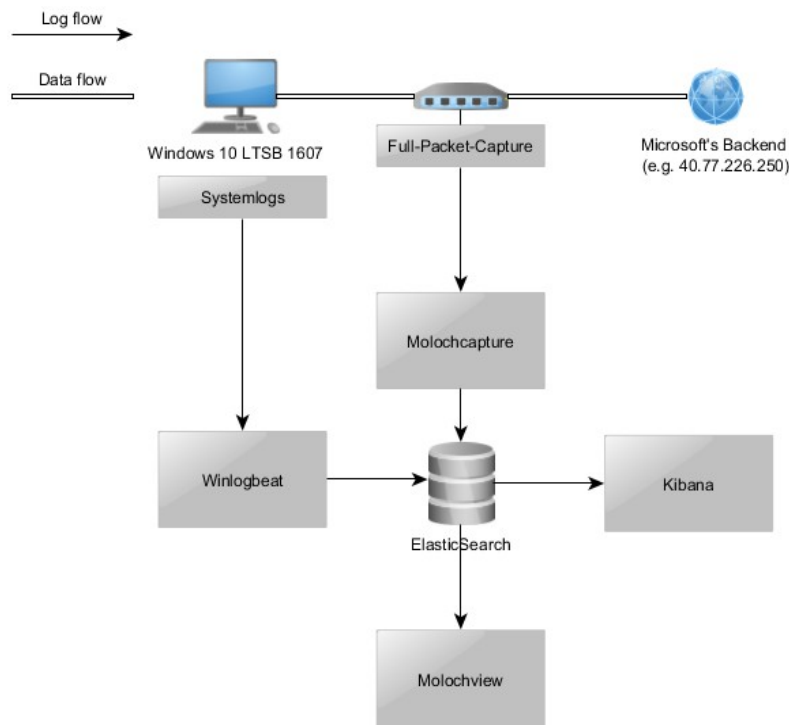 Log flow
Data flow
Windows 10 LTSB 1607
Full-Packet-Capture
Microsoft's Backend
(e.g. 40.77.226.250)
Systemlogs
Molochcapture
Winlogbeat
ElasticSearch
Kibana
Molochview